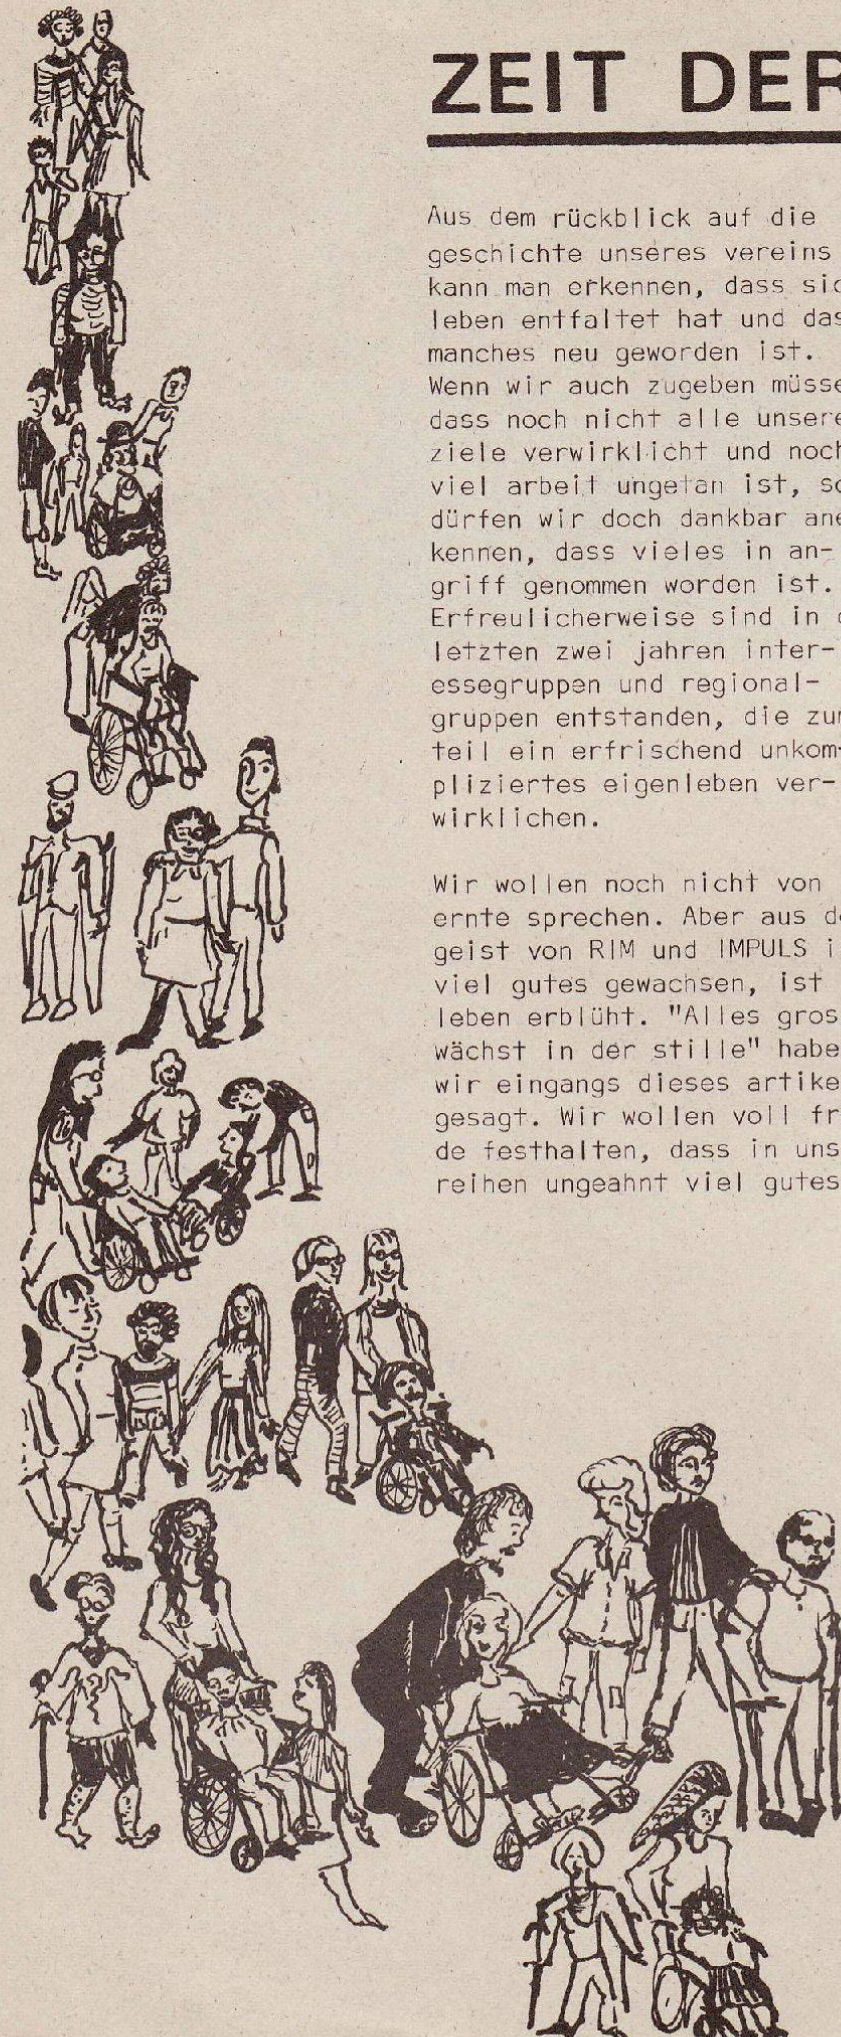 ZEIT DER
Aus dem rückblick auf die
geschichte unseres vereins
kann man erkennen, dass sic
leben entfaltet hat und das
manches neu geworden ist.
Wenn wir auch zugeben müsse
dass noch nicht alle unsere
ziele verwirklicht und noch
viel arbeit ungetan ist, so
dürfen wir doch dankbar ane
kennen, dass vieles in an-
griff genommen worden ist.
Erfreulicherweise sind in d
letzten zwei jahren inter-
essegruppen und regional-
gruppen entstanden, die zum
teil ein erfrischend unkom-
pliziertes eigenleben ver-
wirklichen.
Wir wollen noch nicht von
ernte sprechen. Aber aus de
geist von RIM und IMPULS i
viel gutes gewachsen, ist
leben erblüht. "Alles gros
wächst in der stille" habe
wir eingangs dieses artike
gesagt. Wir wollen voll fr
de festhalten, dass in uns
reihen ungeahnt viel gutes